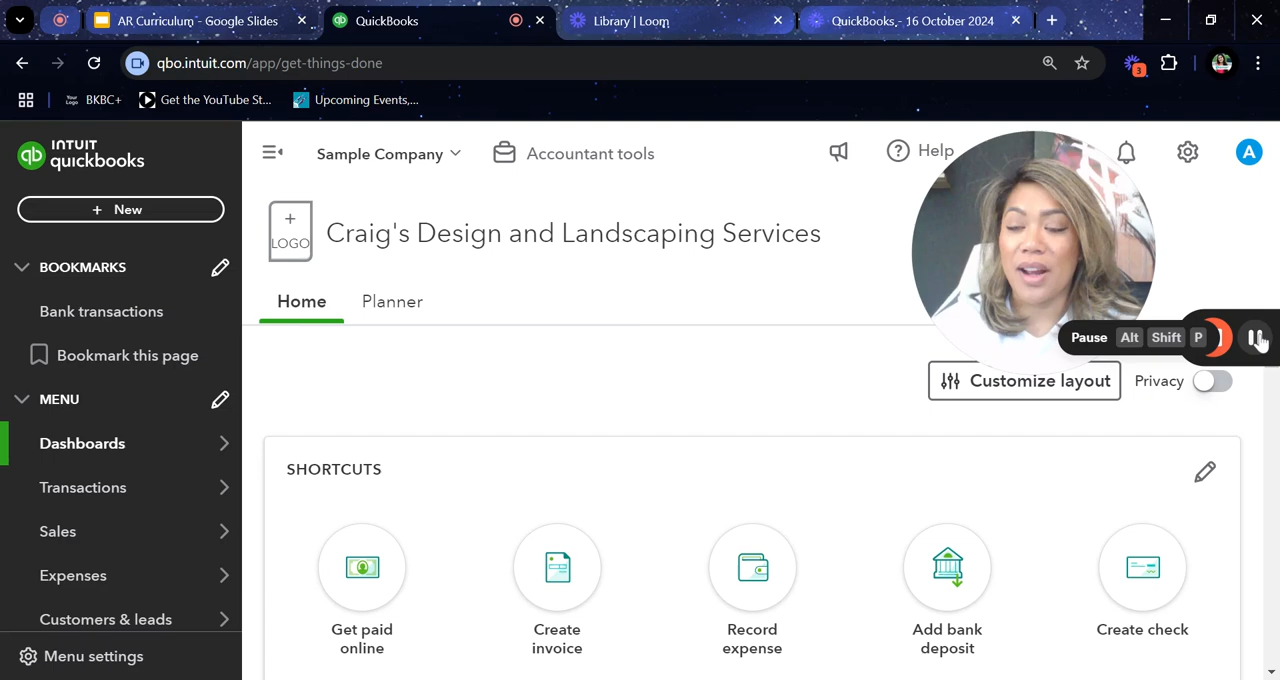 AR Curriculum - Google Slides
QuickBooks
Library | Loom
QuickBooks - 16 October 2024
qbo.intuit.com/app/get-things-done
3
BKBC+
Get the YouTube St...
Upcoming Events,...
INTUIT
quickbooks
qb
Sample Company
Accountant tools
Help
A
+ New
+
LOGO
Craig's Design and Landscaping Services
BOOKMARKS
Home
Planner
Bank transactions
Pause Alt Shift P
Bookmark this page
Customize layout
Privacy
MENU
Dashboards
SHORTCUTS
Transactions
Sales
Expenses
Customers & leads
Get paid
online
Create
invoice
Record
expense
Add bank
deposit
Create check
Menu settings